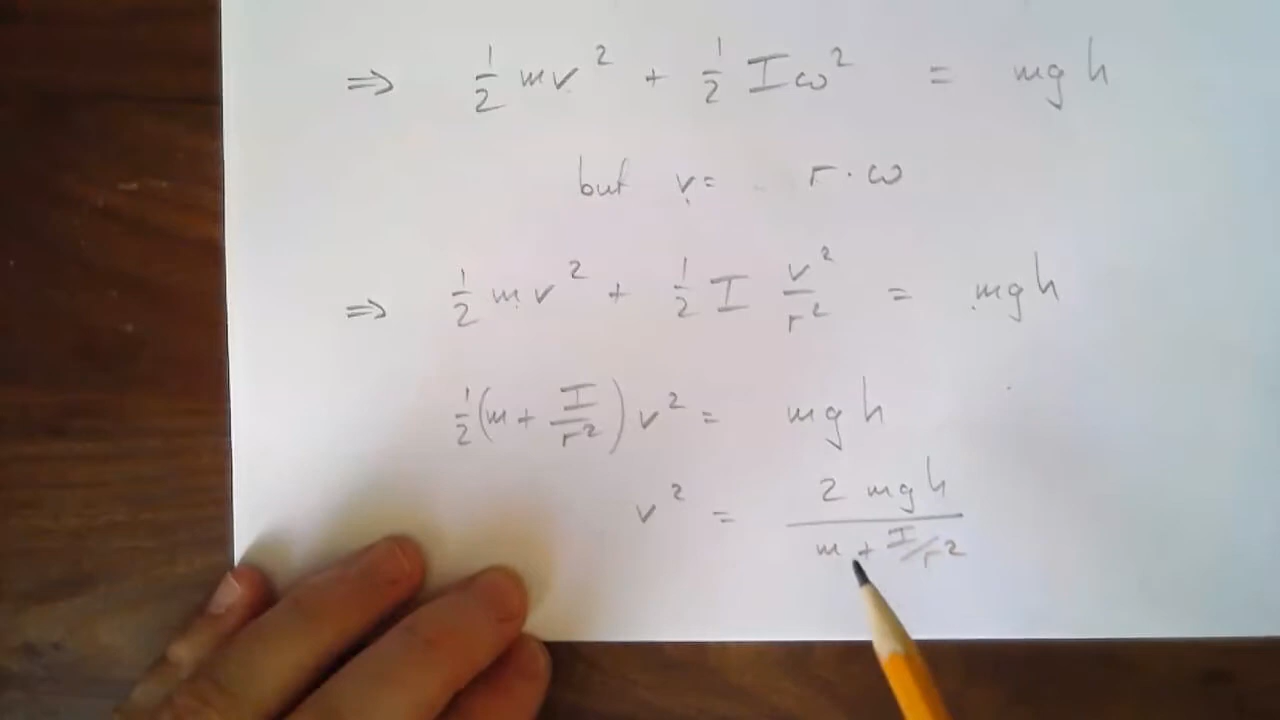 ⇒ 1/2 mv² + 1/2 Iω² = mgh
but v = r·ω
⇒ 1/2 mv² + 1/2 I v²/r² = mgh
1/2 (m + I/r²) v² = mgh
v² = 2mgh/(m + I/r²)